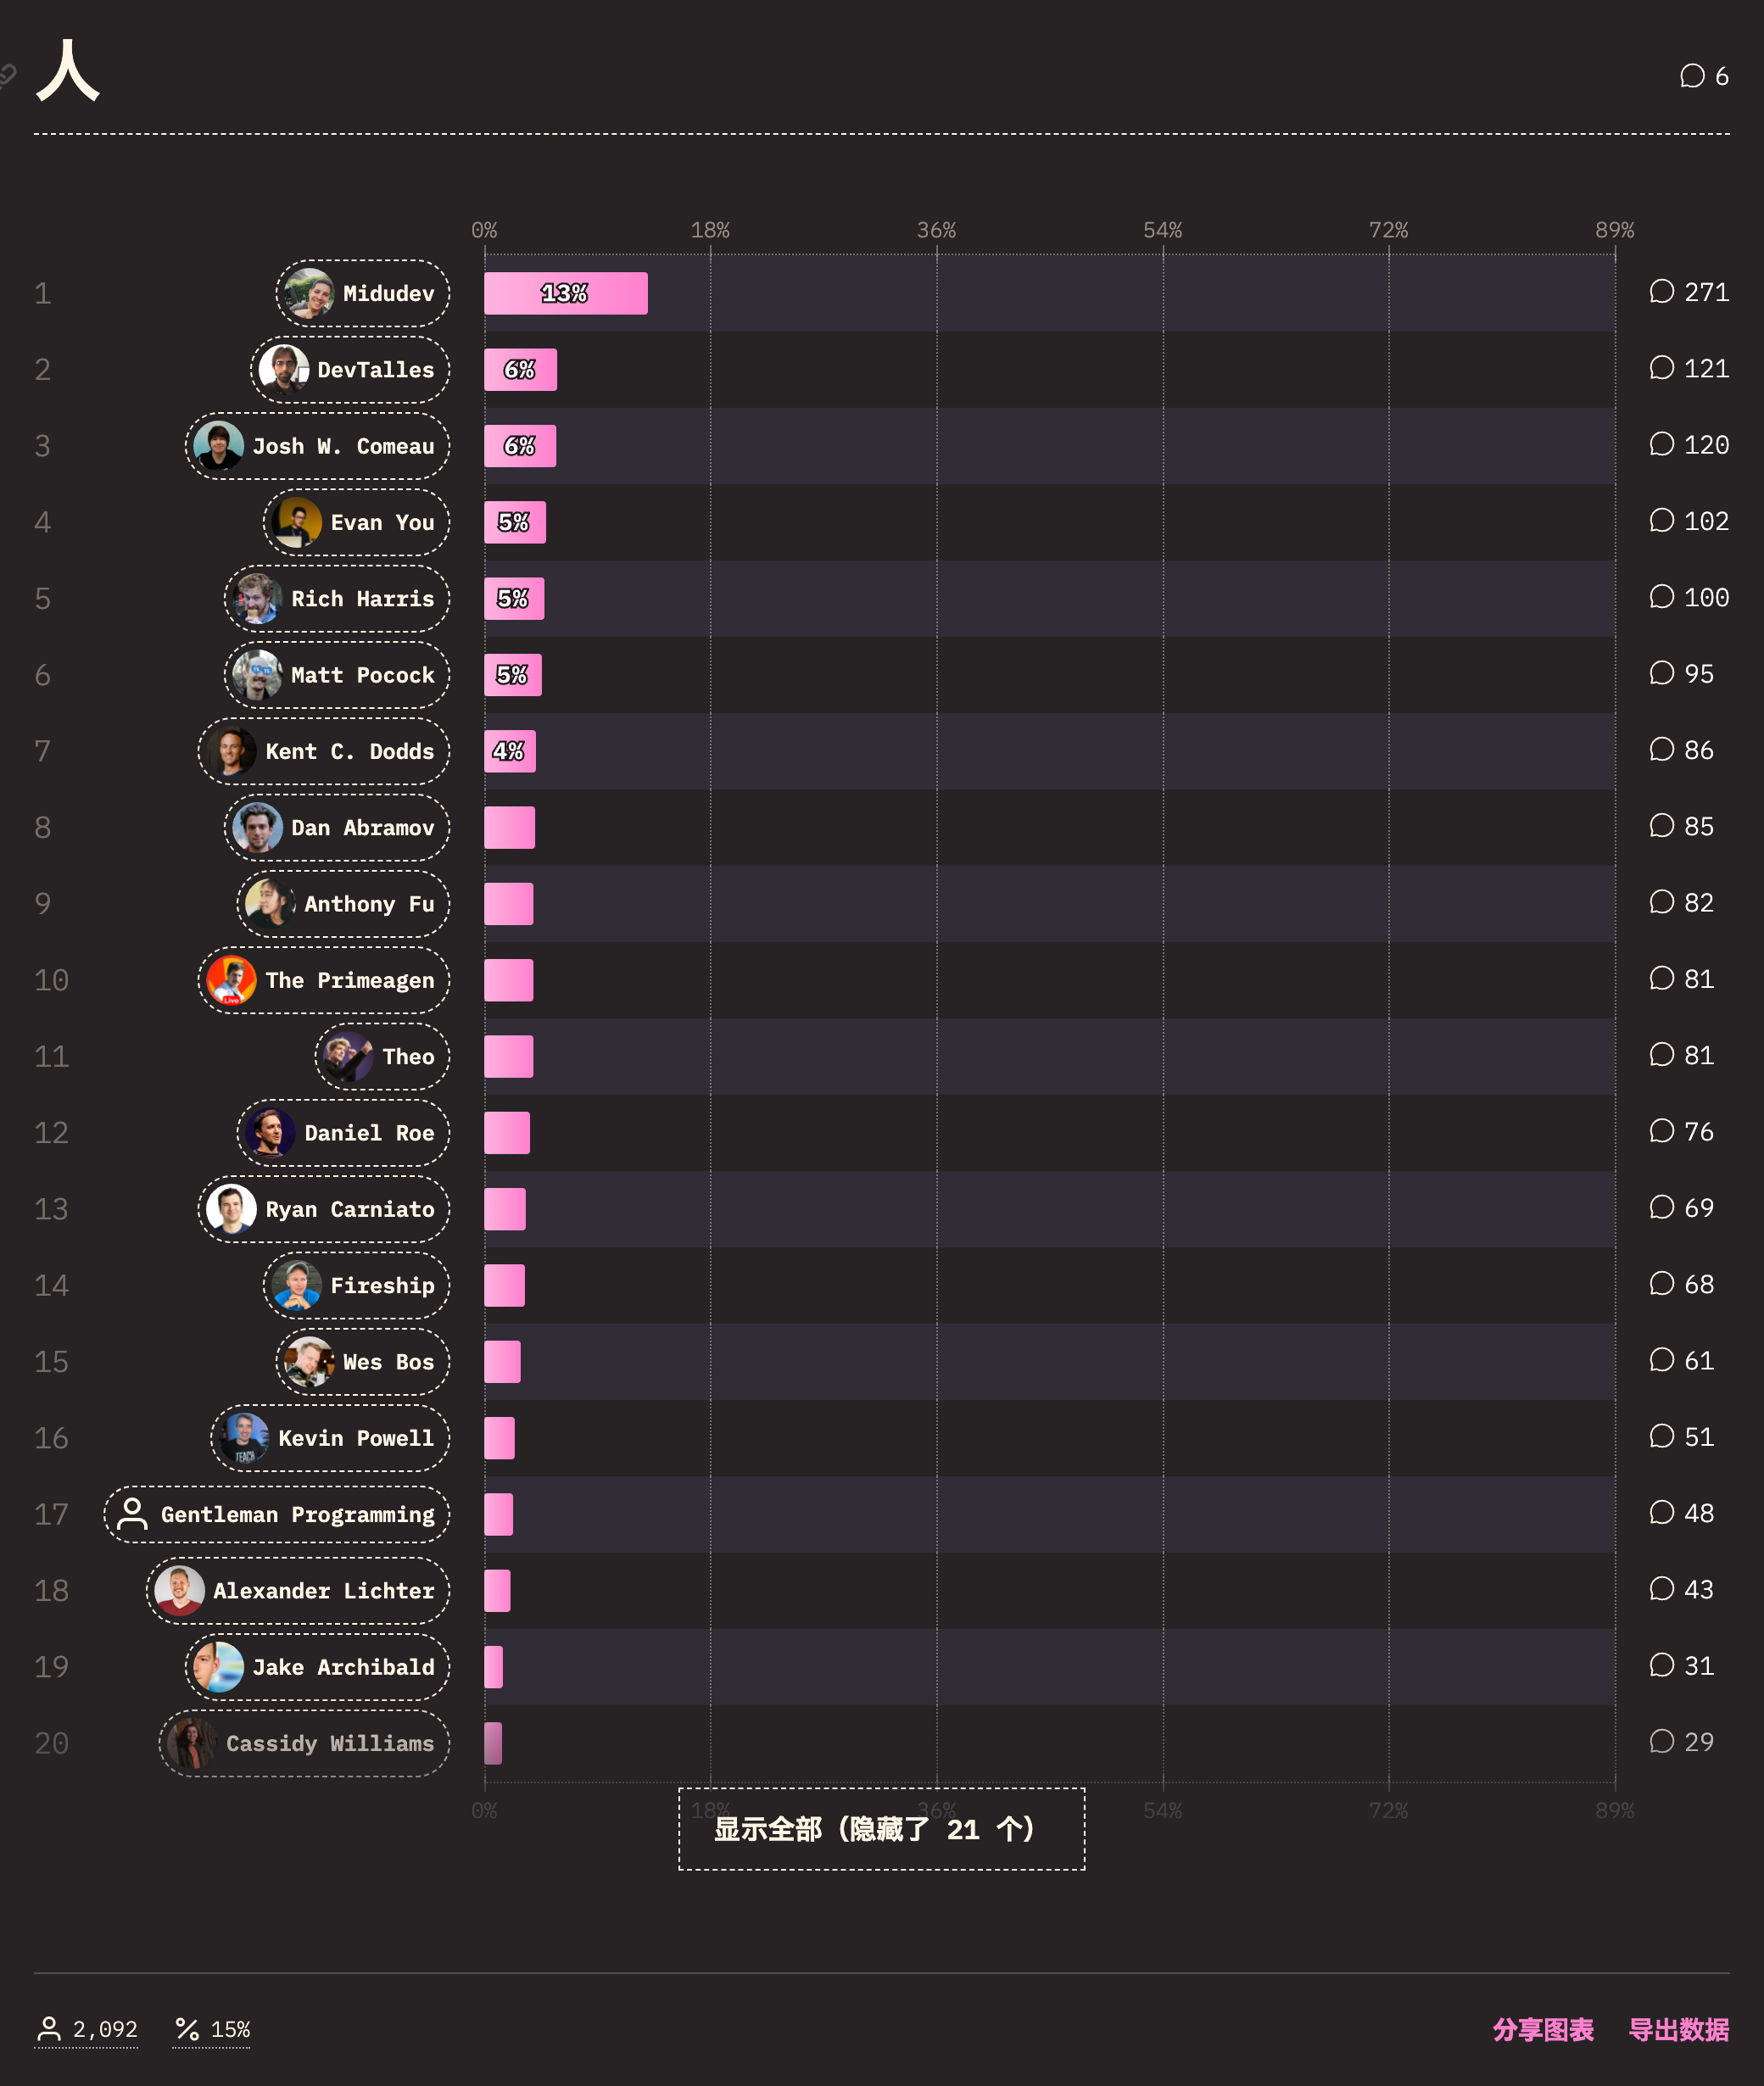 人
6
0% 18% 36% 54% 72% 89%
1 Midudev 13% 271
2 DevTalles 6% 121
3 Josh W. Comeau 6% 120
4 Evan You 5% 102
5 Rich Harris 5% 100
6 Matt Pocock 5% 95
7 Kent C. Dodds 4% 86
8 Dan Abramov 85
9 Anthony Fu 82
10 The Primeagen 81
11 Theo 81
12 Daniel Roe 76
13 Ryan Carniato 69
14 Fireship 68
15 Wes Bos 61
16 Kevin Powell 51
17 Gentleman Programming 48
18 Alexander Lichter 43
19 Jake Archibald 31
20 Cassidy Williams 29
0% 18% 36% 54% 72% 89%
显示全部（隐藏了 21 个）
2,092 15% 分享图表 导出数据